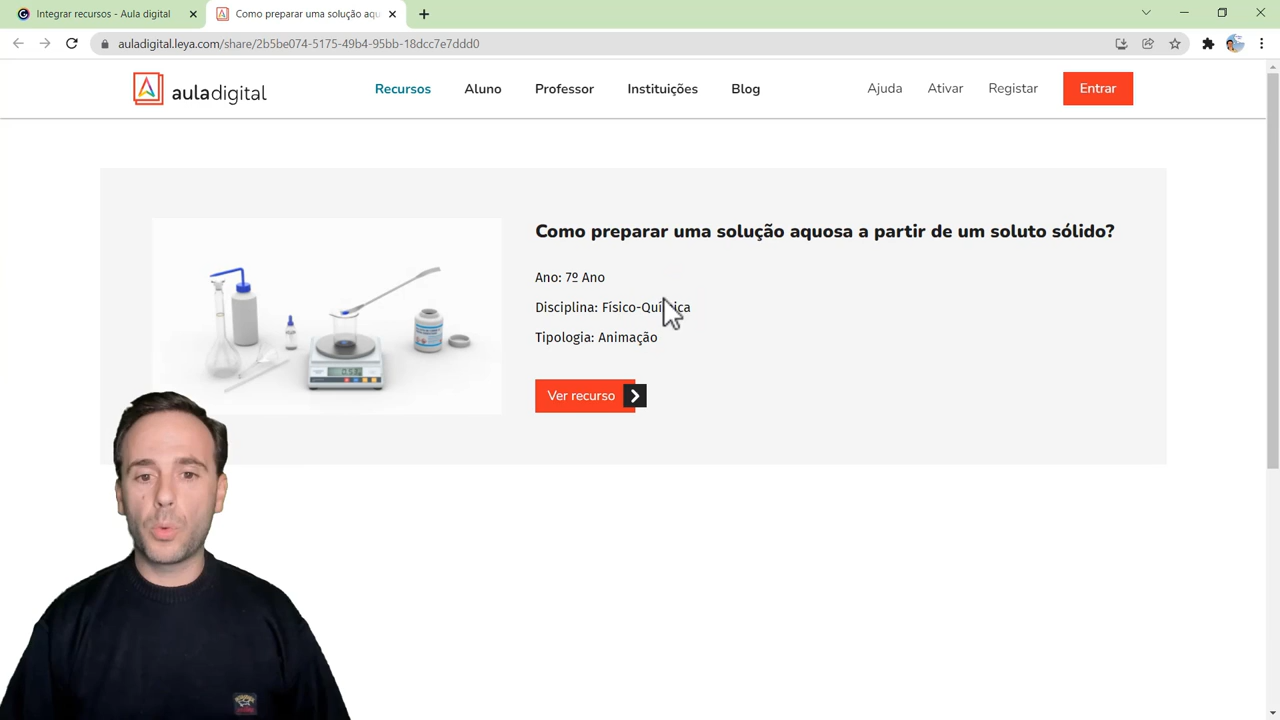 Integrar recursos - Aula digital
Como preparar uma solução aqu
auladigital.leya.com/share/2b5be074-5175-49b4-95bb-18dcc7e7ddd0
auladigital
Recursos
Aluno
Professor
Instituições
Blog
Ajuda
Ativar
Registar
Entrar
Como preparar uma solução aquosa a partir de um soluto sólido?
Ano: 7º Ano
Disciplina: Físico-Química
Tipologia: Animação
Ver recurso